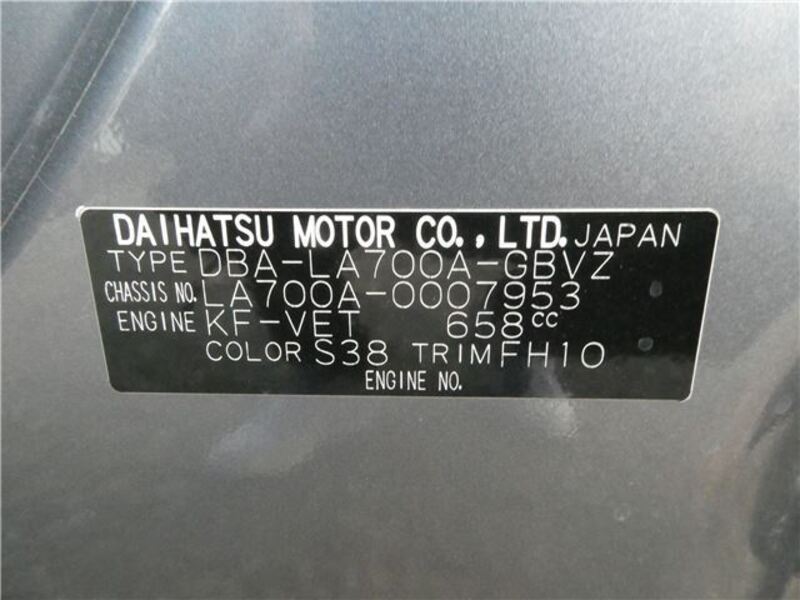 DAIHATSU MOTOR CO., LTD. JAPAN
TYPE DBA-LA700A-GBVZ
CHASSIS NO. LA700A-0007953
ENGINE KF-VET 658cc
COLOR S38 TRIM FH10
ENGINE NO.